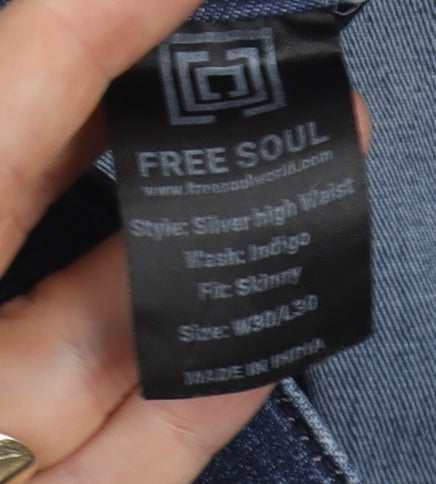 FREE SOUL
www.freesoulworld.com
Style: Silver high Waist
Wash: Indigo
Fit: Skinny
Size: W30/L30
MADE IN INDIA